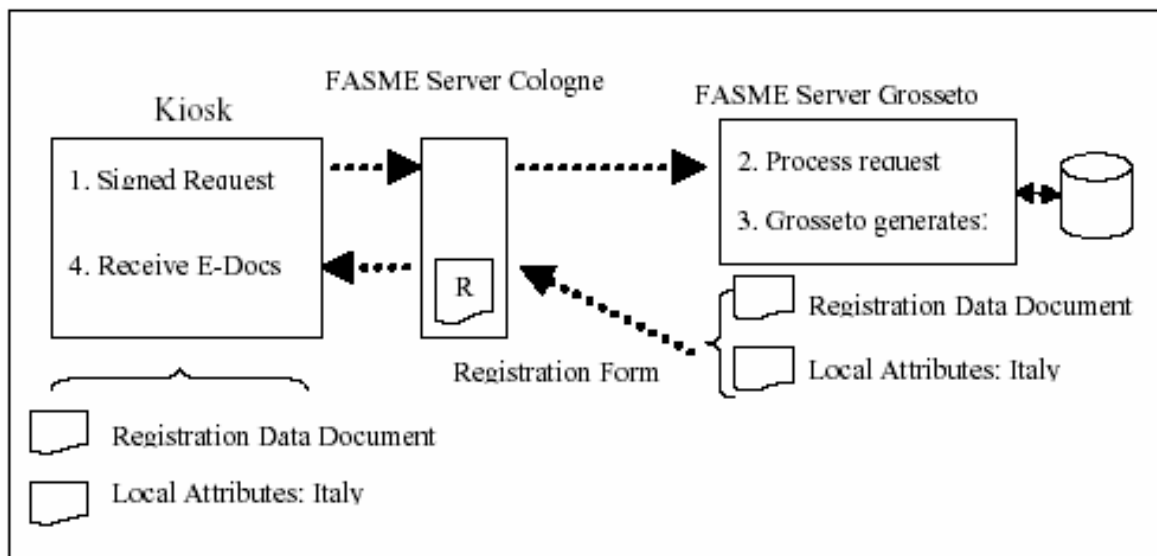 FASME Server Cologne
Kiosk
FASME Server Grosseto
1. Signed Request
2. Process request
3. Grosseto generates:
4. Receive E-Docs
R
Registration Data Document
Registration Form
Local Attributes: Italy
Registration Data Document
Local Attributes: Italy